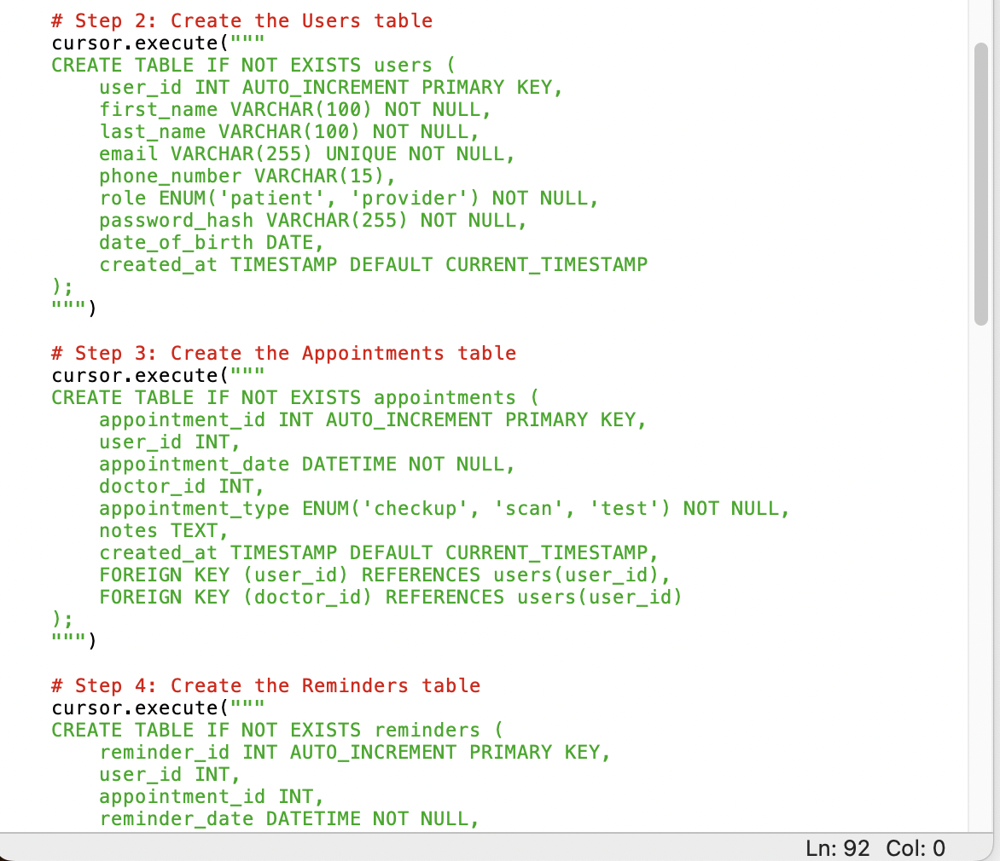 # Step 2: Create the Users table
cursor.execute("""
CREATE TABLE IF NOT EXISTS users (
    user_id INT AUTO_INCREMENT PRIMARY KEY,
    first_name VARCHAR(100) NOT NULL,
    last_name VARCHAR(100) NOT NULL,
    email VARCHAR(255) UNIQUE NOT NULL,
    phone_number VARCHAR(15),
    role ENUM('patient', 'provider') NOT NULL,
    password_hash VARCHAR(255) NOT NULL,
    date_of_birth DATE,
    created_at TIMESTAMP DEFAULT CURRENT_TIMESTAMP
);
""")

# Step 3: Create the Appointments table
cursor.execute("""
CREATE TABLE IF NOT EXISTS appointments (
    appointment_id INT AUTO_INCREMENT PRIMARY KEY,
    user_id INT,
    appointment_date DATETIME NOT NULL,
    doctor_id INT,
    appointment_type ENUM('checkup', 'scan', 'test') NOT NULL,
    notes TEXT,
    created_at TIMESTAMP DEFAULT CURRENT_TIMESTAMP,
    FOREIGN KEY (user_id) REFERENCES users(user_id),
    FOREIGN KEY (doctor_id) REFERENCES users(user_id)
);
""")

# Step 4: Create the Reminders table
cursor.execute("""
CREATE TABLE IF NOT EXISTS reminders (
    reminder_id INT AUTO_INCREMENT PRIMARY KEY,
    user_id INT,
    appointment_id INT,
    reminder_date DATETIME NOT NULL,
Ln: 92 Col: 0